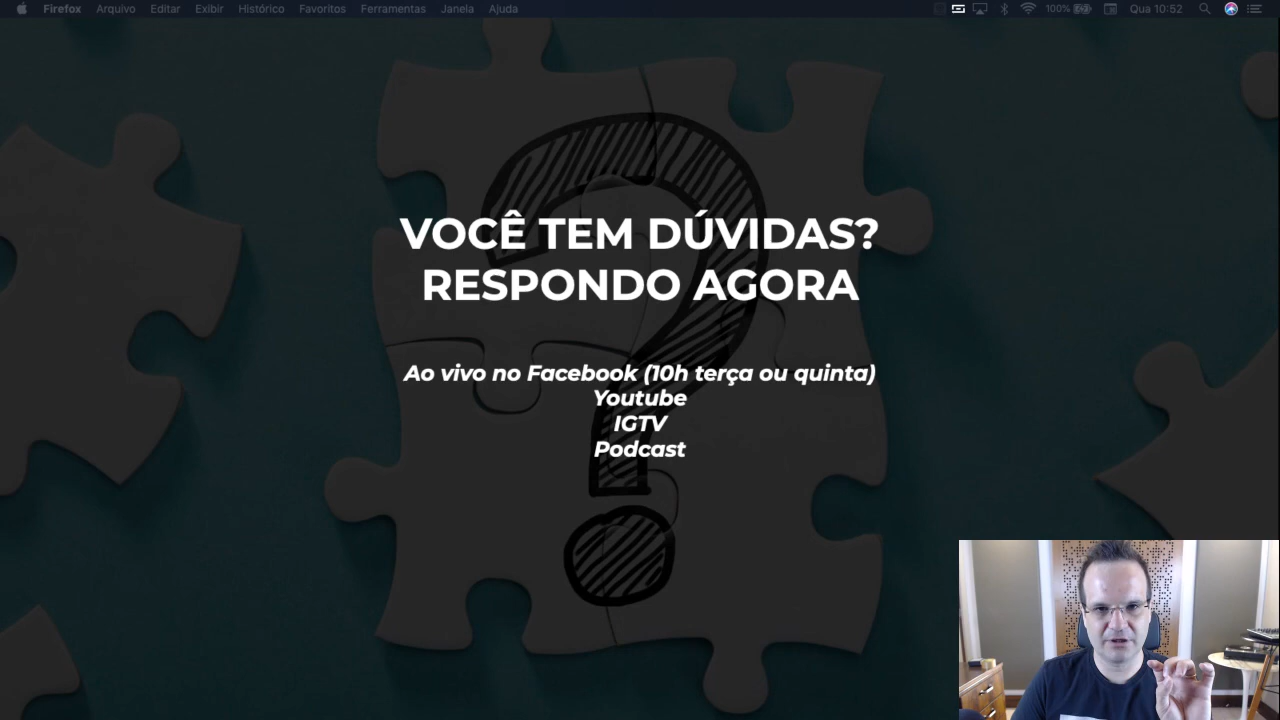 Firefox Arquivo Editar Exibir Histórico Favoritos Ferramentas Janela Ajuda 100% Qua 10:52
VOCÊ TEM DÚVIDAS?
RESPONDO AGORA
Ao vivo no Facebook (10h terça ou quinta)
Youtube
IGTV
Podcast